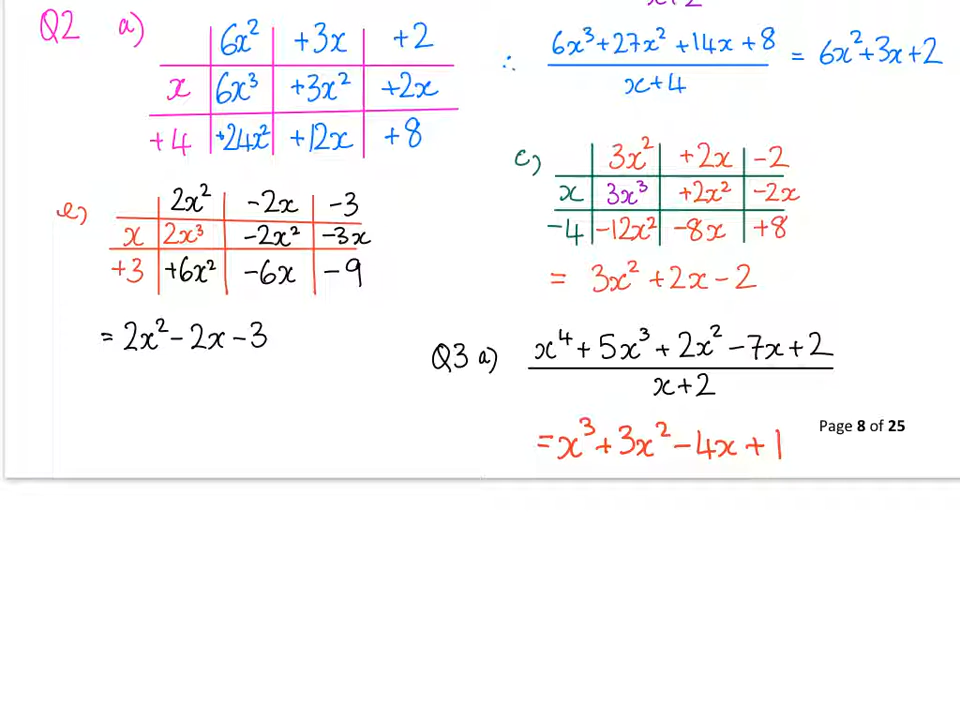 x+2
Q2 a) 6x² +3x +2
x 6x³ +3x² +2x
+4 +24x² +12x +8
∴ 6x³+27x²+14x+8 / x+4 = 6x²+3x+2
c) 3x² +2x -2
x 3x³ +2x² -2x
-4 -12x² -8x +8
= 3x² +2x -2
e) 2x² -2x -3
x 2x³ -2x² -3x
+3 +6x² -6x -9
= 2x² - 2x - 3
Q3 a) x⁴ + 5x³ + 2x² - 7x + 2
x+2
= x³ + 3x² - 4x + 1
Page 8 of 25